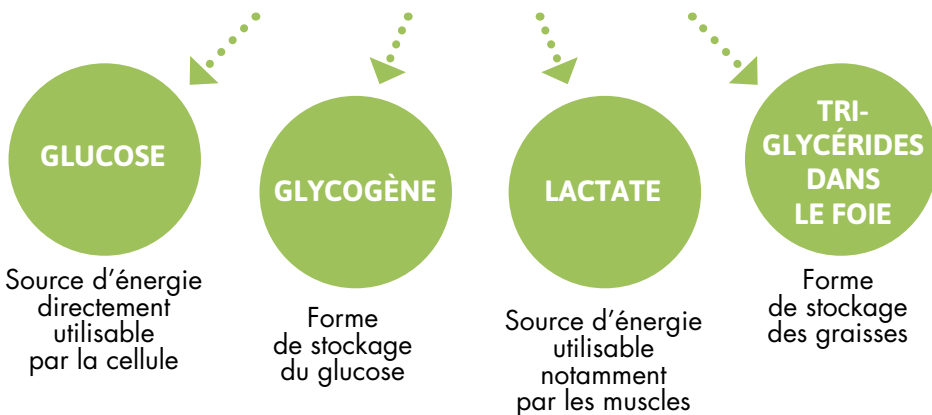 GLUCOSE
Source d’énergie
directement
utilisable
par la cellule
GLYCOGÈNE
Forme
de stockage
du glucose
LACTATE
Source d’énergie
utilisable
notamment
par les muscles
TRI-
GLYCÉRIDES
DANS
LE FOIE
Forme
de stockage
des graisses